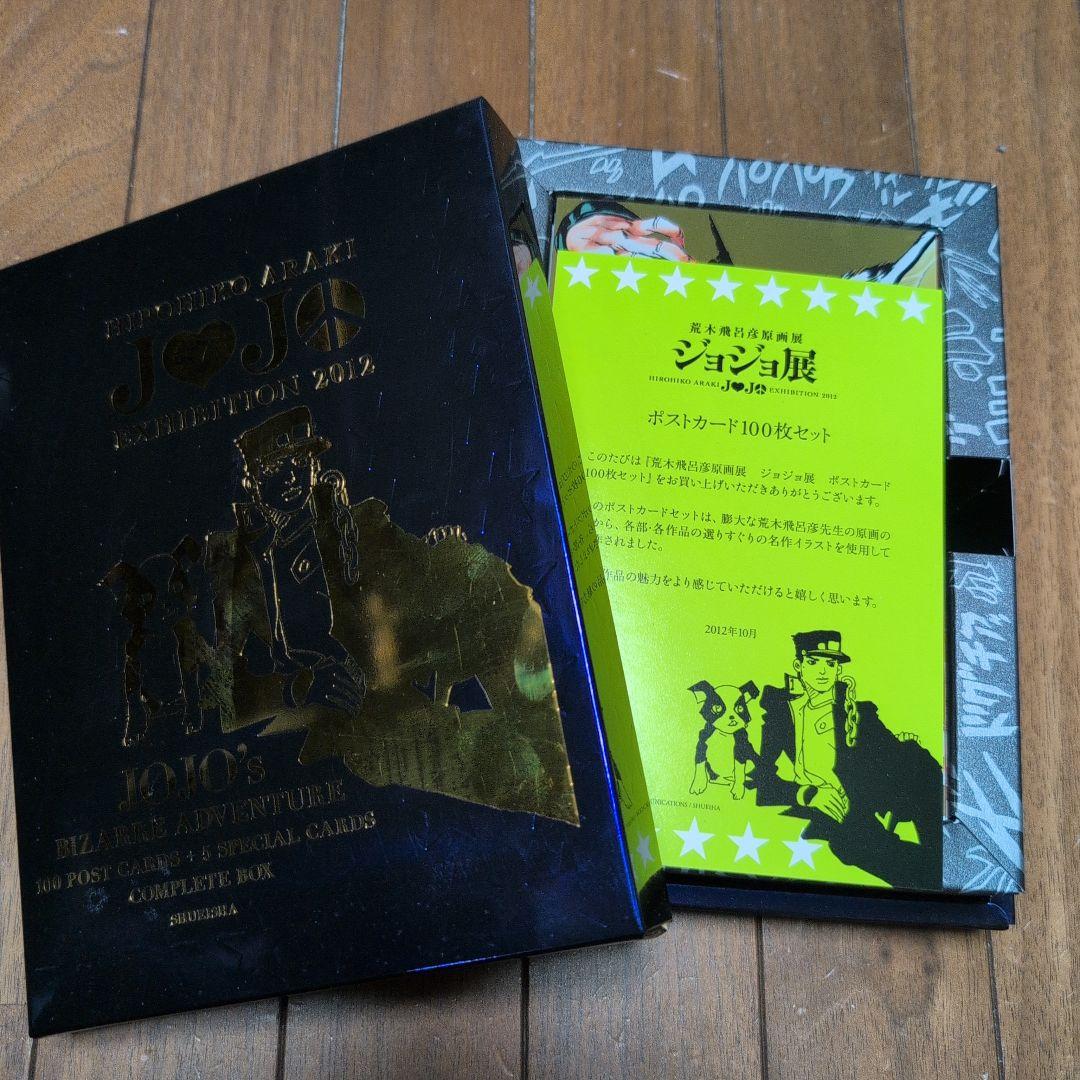 HIROHIKO ARAKI
JOJO
EXHIBITION 2012
JOJO's
BIZARRE ADVENTURE
100 POST CARDS + 5 SPECIAL CARDS
COMPLETE BOX
SHUEISHA
荒木飛呂彦原画展
ジョジョ展
HIROHIKO ARAKI JOJO EXHIBITION 2012
ポストカード100枚セット
このたびは『荒木飛呂彦原画展 ジョジョ展 ポストカード
100枚セット』をお買い上げいただきありがとうございます。
のポストカードセットは、膨大な荒木飛呂彦先生の原画の
から、各部・各作品の選りすぐりの名作イラストを使用して
されました。
作品の魅力をより感じていただけると嬉しく思います。
2012年10月
COMMUNICATIONS / SHUEISHA